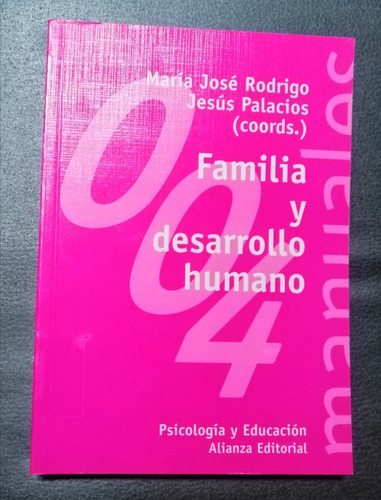 María José Rodrigo
Jesús Palacios
(coords.)
Familia
y
desarrollo
humano
004
manuales
Psicología y Educación
Alianza Editorial